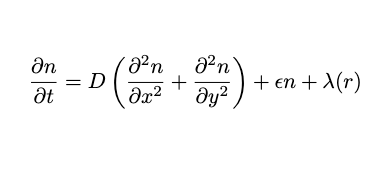 ∂n/∂t = D (∂²n/∂x² + ∂²n/∂y²) + ϵn + λ(r)